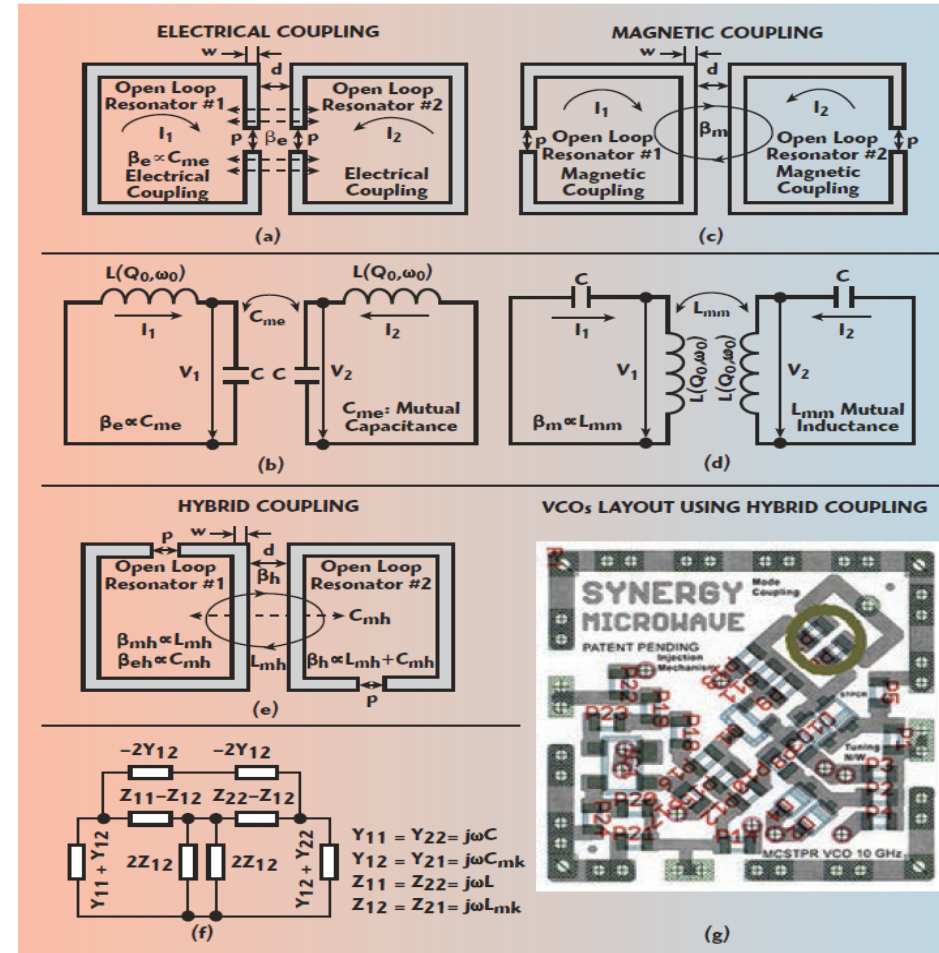 ELECTRICAL COUPLING
w
d
Open Loop
Resonator #1
Open Loop
Resonator #2
I1
P
βe
P
I2
βe∝Cme
Electrical
Coupling
Electrical
Coupling
(a)
MAGNETIC COUPLING
w
d
I1
I2
βm
P
Open Loop
Resonator #1
Magnetic
Coupling
Open Loop
Resonator #2
Magnetic
Coupling
P
(c)
L(Q0,ω0)
L(Q0,ω0)
I1
Cme
I2
V1
C
C
V2
βe∝Cme
Cme: Mutual
Capacitance
(b)
C
C
I1
Lmm
I2
V1
L(Q0,ω0)
L(Q0,ω0)
V2
βm∝Lmm
Lmm Mutual
Inductance
(d)
HYBRID COUPLING
w
P
d
Open Loop
Resonator #1
βh
Open Loop
Resonator #2
Cmh
βmh∝Lmh
βeh∝Cmh
Lmh
βh∝Lmh+Cmh
P
(e)
-2Y12
-2Y12
Z11-Z12
Z22-Z12
Y11 + Y12
2Z12
2Z12
Y12 + Y22
Y11 = Y22= jωC
Y12 = Y21= jωCmk
Z11 = Z22= jωL
Z12 = Z21= jωLmk
(f)
VCOs LAYOUT USING HYBRID COUPLING
SYNERGY
MICROWAVE
PATENT PENDING
Mode
Coupling
Injection
Mechanism
Tuning
N/W
MCSTPR VCO 10 GHz
(g)